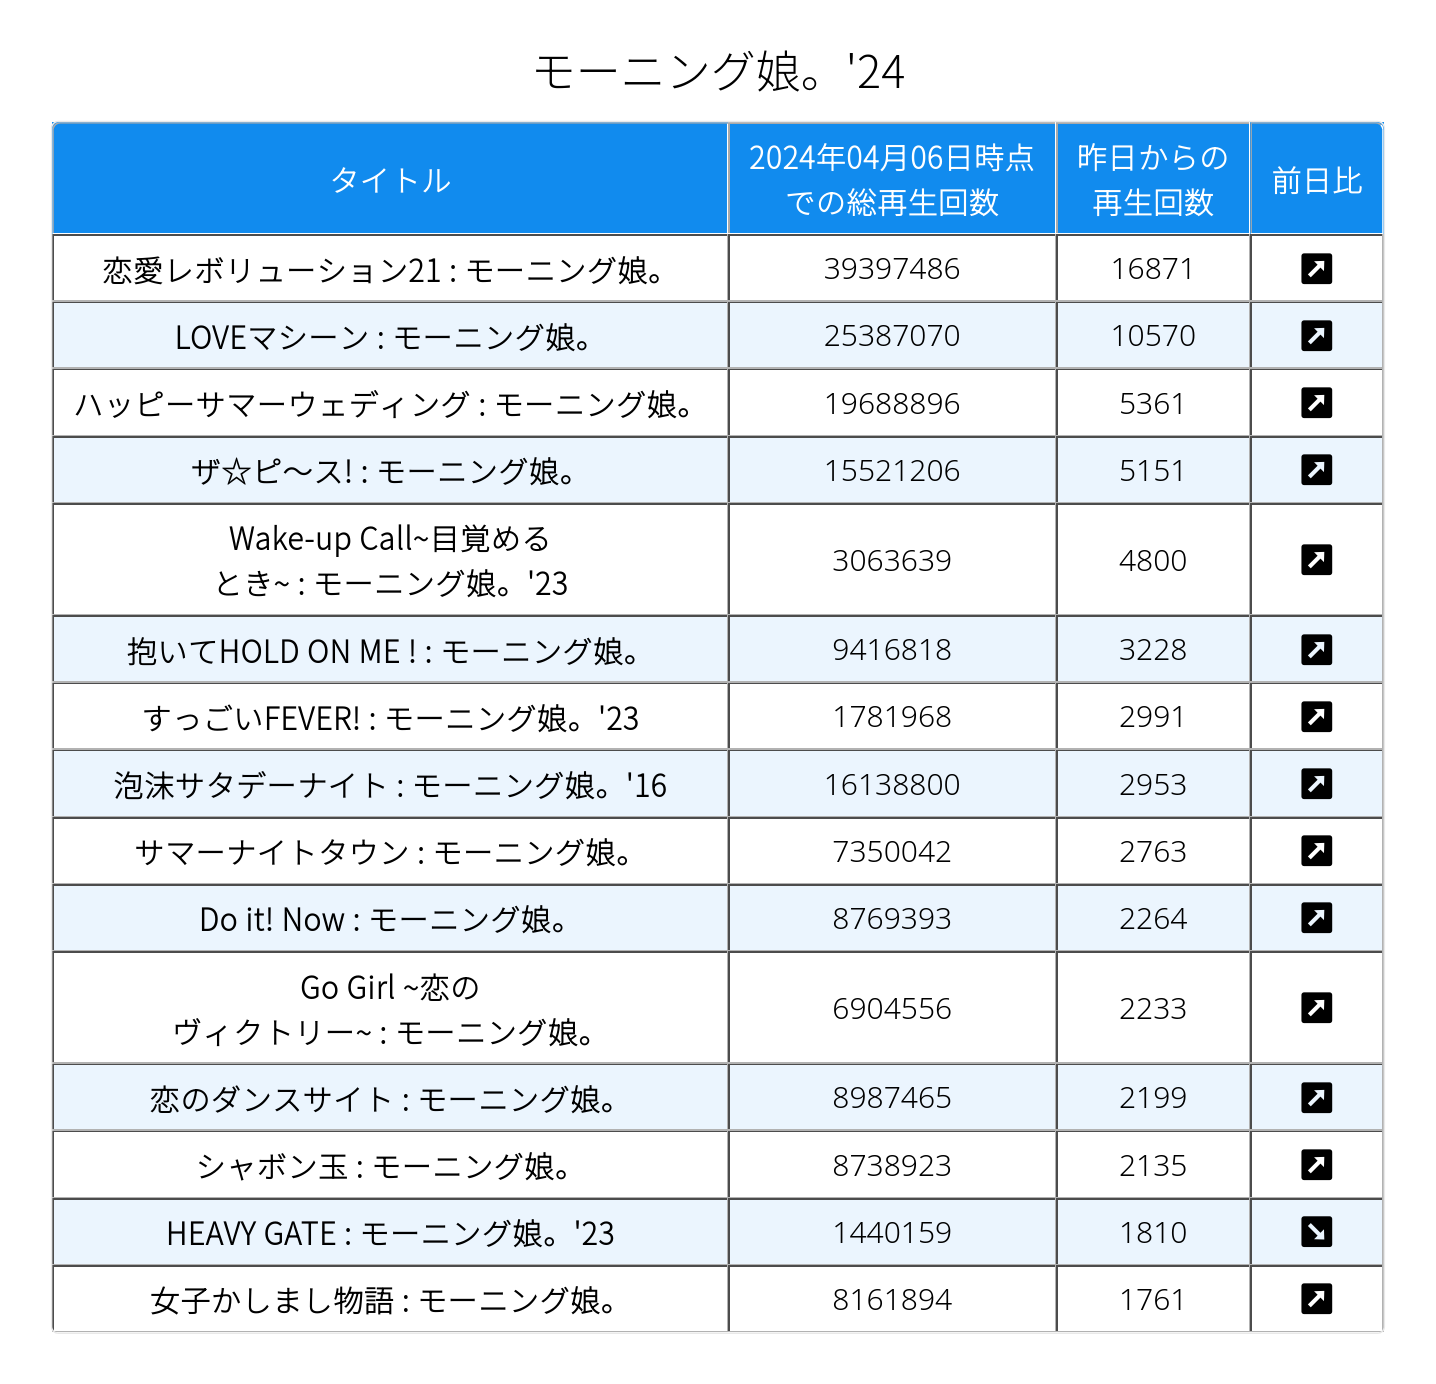 モーニング娘。'24
タイトル
2024年04月06日時点
での総再生回数
昨日からの
再生回数
前日比
恋愛レボリューション21 : モーニング娘。 39397486 16871
LOVEマシーン : モーニング娘。 25387070 10570
ハッピーサマーウェディング : モーニング娘。 19688896 5361
ザ☆ピ〜ス! : モーニング娘。 15521206 5151
Wake-up Call~目覚める
とき~ : モーニング娘。'23 3063639 4800
抱いてHOLD ON ME ! : モーニング娘。 9416818 3228
すっごいFEVER! : モーニング娘。'23 1781968 2991
泡沫サタデーナイト : モーニング娘。'16 16138800 2953
サマーナイトタウン : モーニング娘。 7350042 2763
Do it! Now : モーニング娘。 8769393 2264
Go Girl ~恋の
ヴィクトリー~ : モーニング娘。 6904556 2233
恋のダンスサイト : モーニング娘。 8987465 2199
シャボン玉 : モーニング娘。 8738923 2135
HEAVY GATE : モーニング娘。'23 1440159 1810
女子かしまし物語 : モーニング娘。 8161894 1761